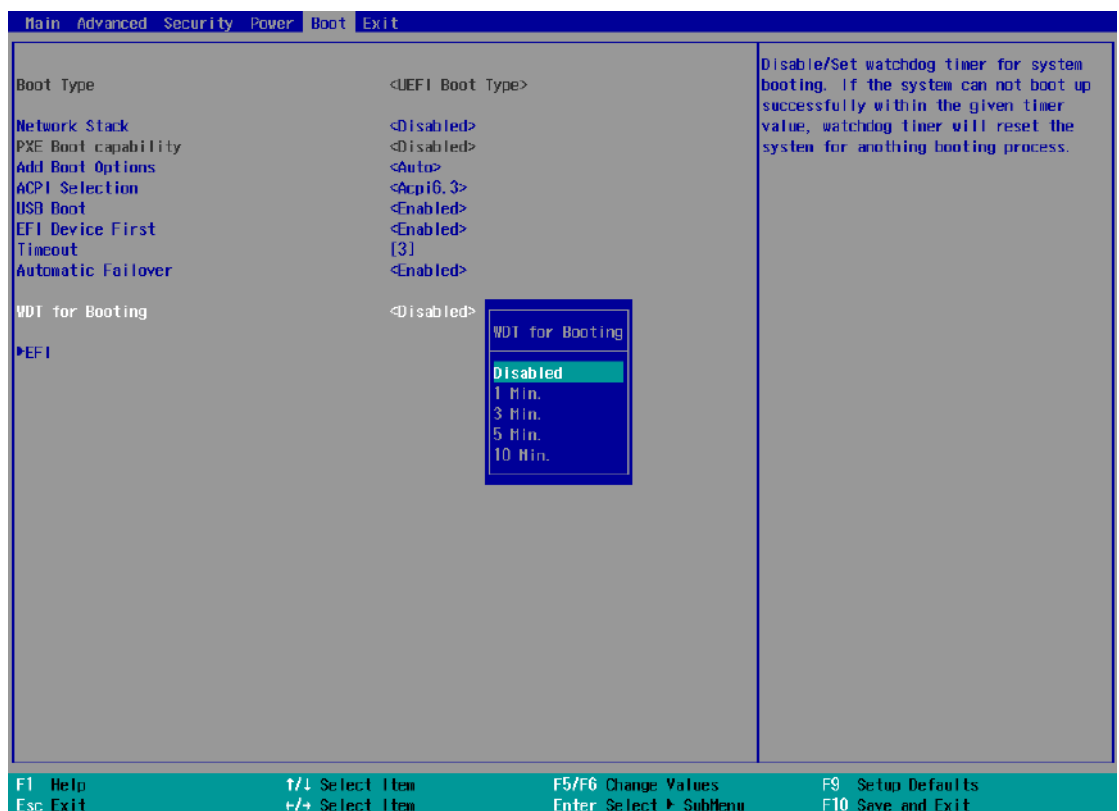 Main Advanced Security Power Boot Exit
Boot Type <UEFI Boot Type>
Network Stack <Disabled>
PXE Boot capability <Disabled>
Add Boot Options <Auto>
ACPI Selection <Acpi6.3>
USB Boot <Enabled>
EFI Device First <Enabled>
Timeout [3]
Automatic Failover <Enabled>
WDT for Booting <Disabled>
►EFI
WDT for Booting
Disabled
1 Min.
3 Min.
5 Min.
10 Min.
Disable/Set watchdog timer for system
booting. If the system can not boot up
successfully within the given timer
value, watchdog timer will reset the
system for anothing booting process.
F1 Help ↑/↓ Select Item F5/F6 Change Values F9 Setup Defaults
Esc Exit ←/→ Select Item Enter Select ► SubMenu F10 Save and Exit